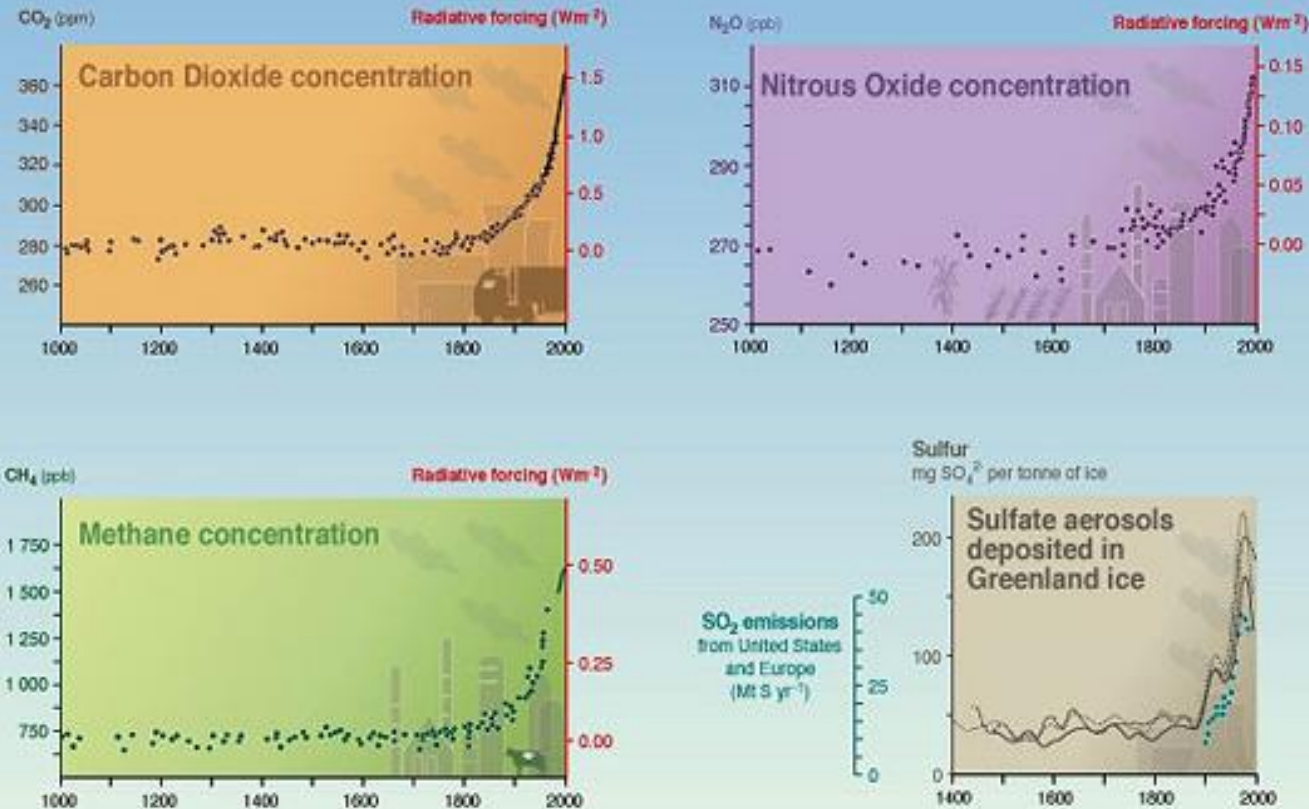 CO₂ (ppm)
Radiative forcing (Wm⁻²)
Carbon Dioxide concentration
360
340
320
300
280
260
1.5
1.0
0.5
0.0
1000 1200 1400 1600 1800 2000
N₂O (ppb)
Radiative forcing (Wm⁻²)
Nitrous Oxide concentration
310
290
270
250
0.15
0.10
0.05
0.00
1000 1200 1400 1600 1800 2000
CH₄ (ppb)
Radiative forcing (Wm⁻²)
Methane concentration
1 750
1 500
1 250
1 000
750
0.50
0.25
0.00
1000 1200 1400 1600 1800 2000
Sulfur
mg SO₄²⁻ per tonne of ice
Sulfate aerosols
deposited in
Greenland ice
200
100
0
SO₂ emissions
from United States
and Europe
(Mt S yr⁻¹)
50
25
0
1400 1600 1800 2000